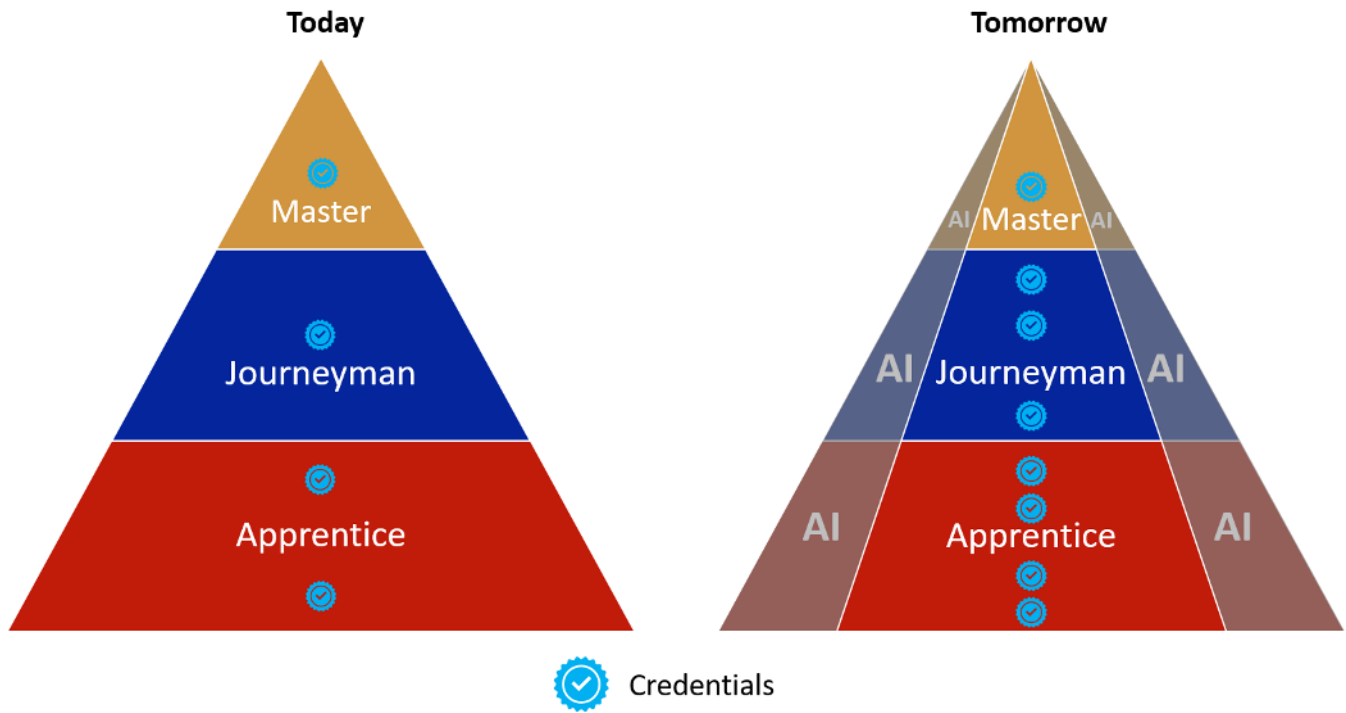 Today
Tomorrow
Master
AI
Master
AI
Journeyman
AI
Journeyman
AI
Apprentice
AI
Apprentice
AI
Credentials